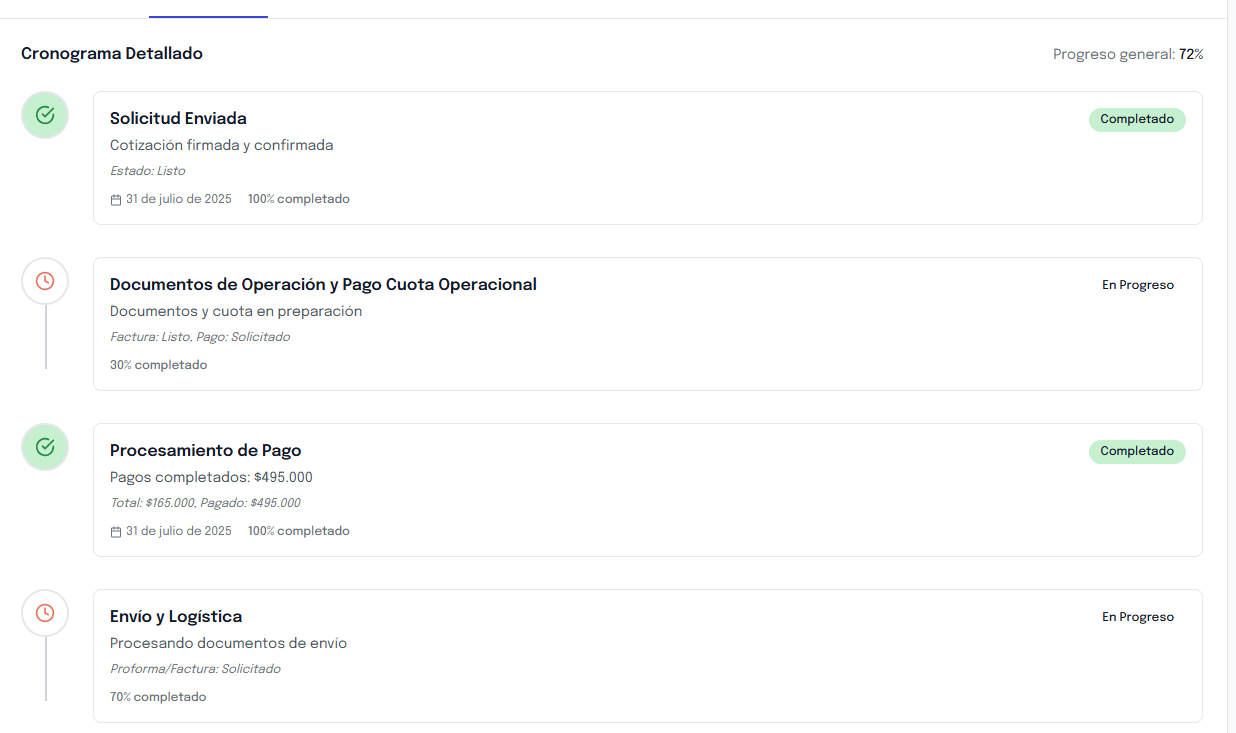 Cronograma Detallado
Progreso general: 72%
Solicitud Enviada
Completado
Cotización firmada y confirmada
Estado: Listo
31 de julio de 2025 100% completado
Documentos de Operación y Pago Cuota Operacional
En Progreso
Documentos y cuota en preparación
Factura: Listo, Pago: Solicitado
30% completado
Procesamiento de Pago
Completado
Pagos completados: $495.000
Total: $165.000, Pagado: $495.000
31 de julio de 2025 100% completado
Envío y Logística
En Progreso
Procesando documentos de envío
Proforma/Factura: Solicitado
70% completado